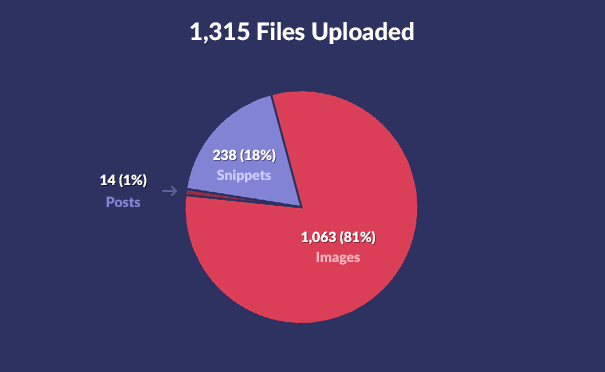 1,315 Files Uploaded
238 (18%)
Snippets
14 (1%)
Posts
1,063 (81%)
Images